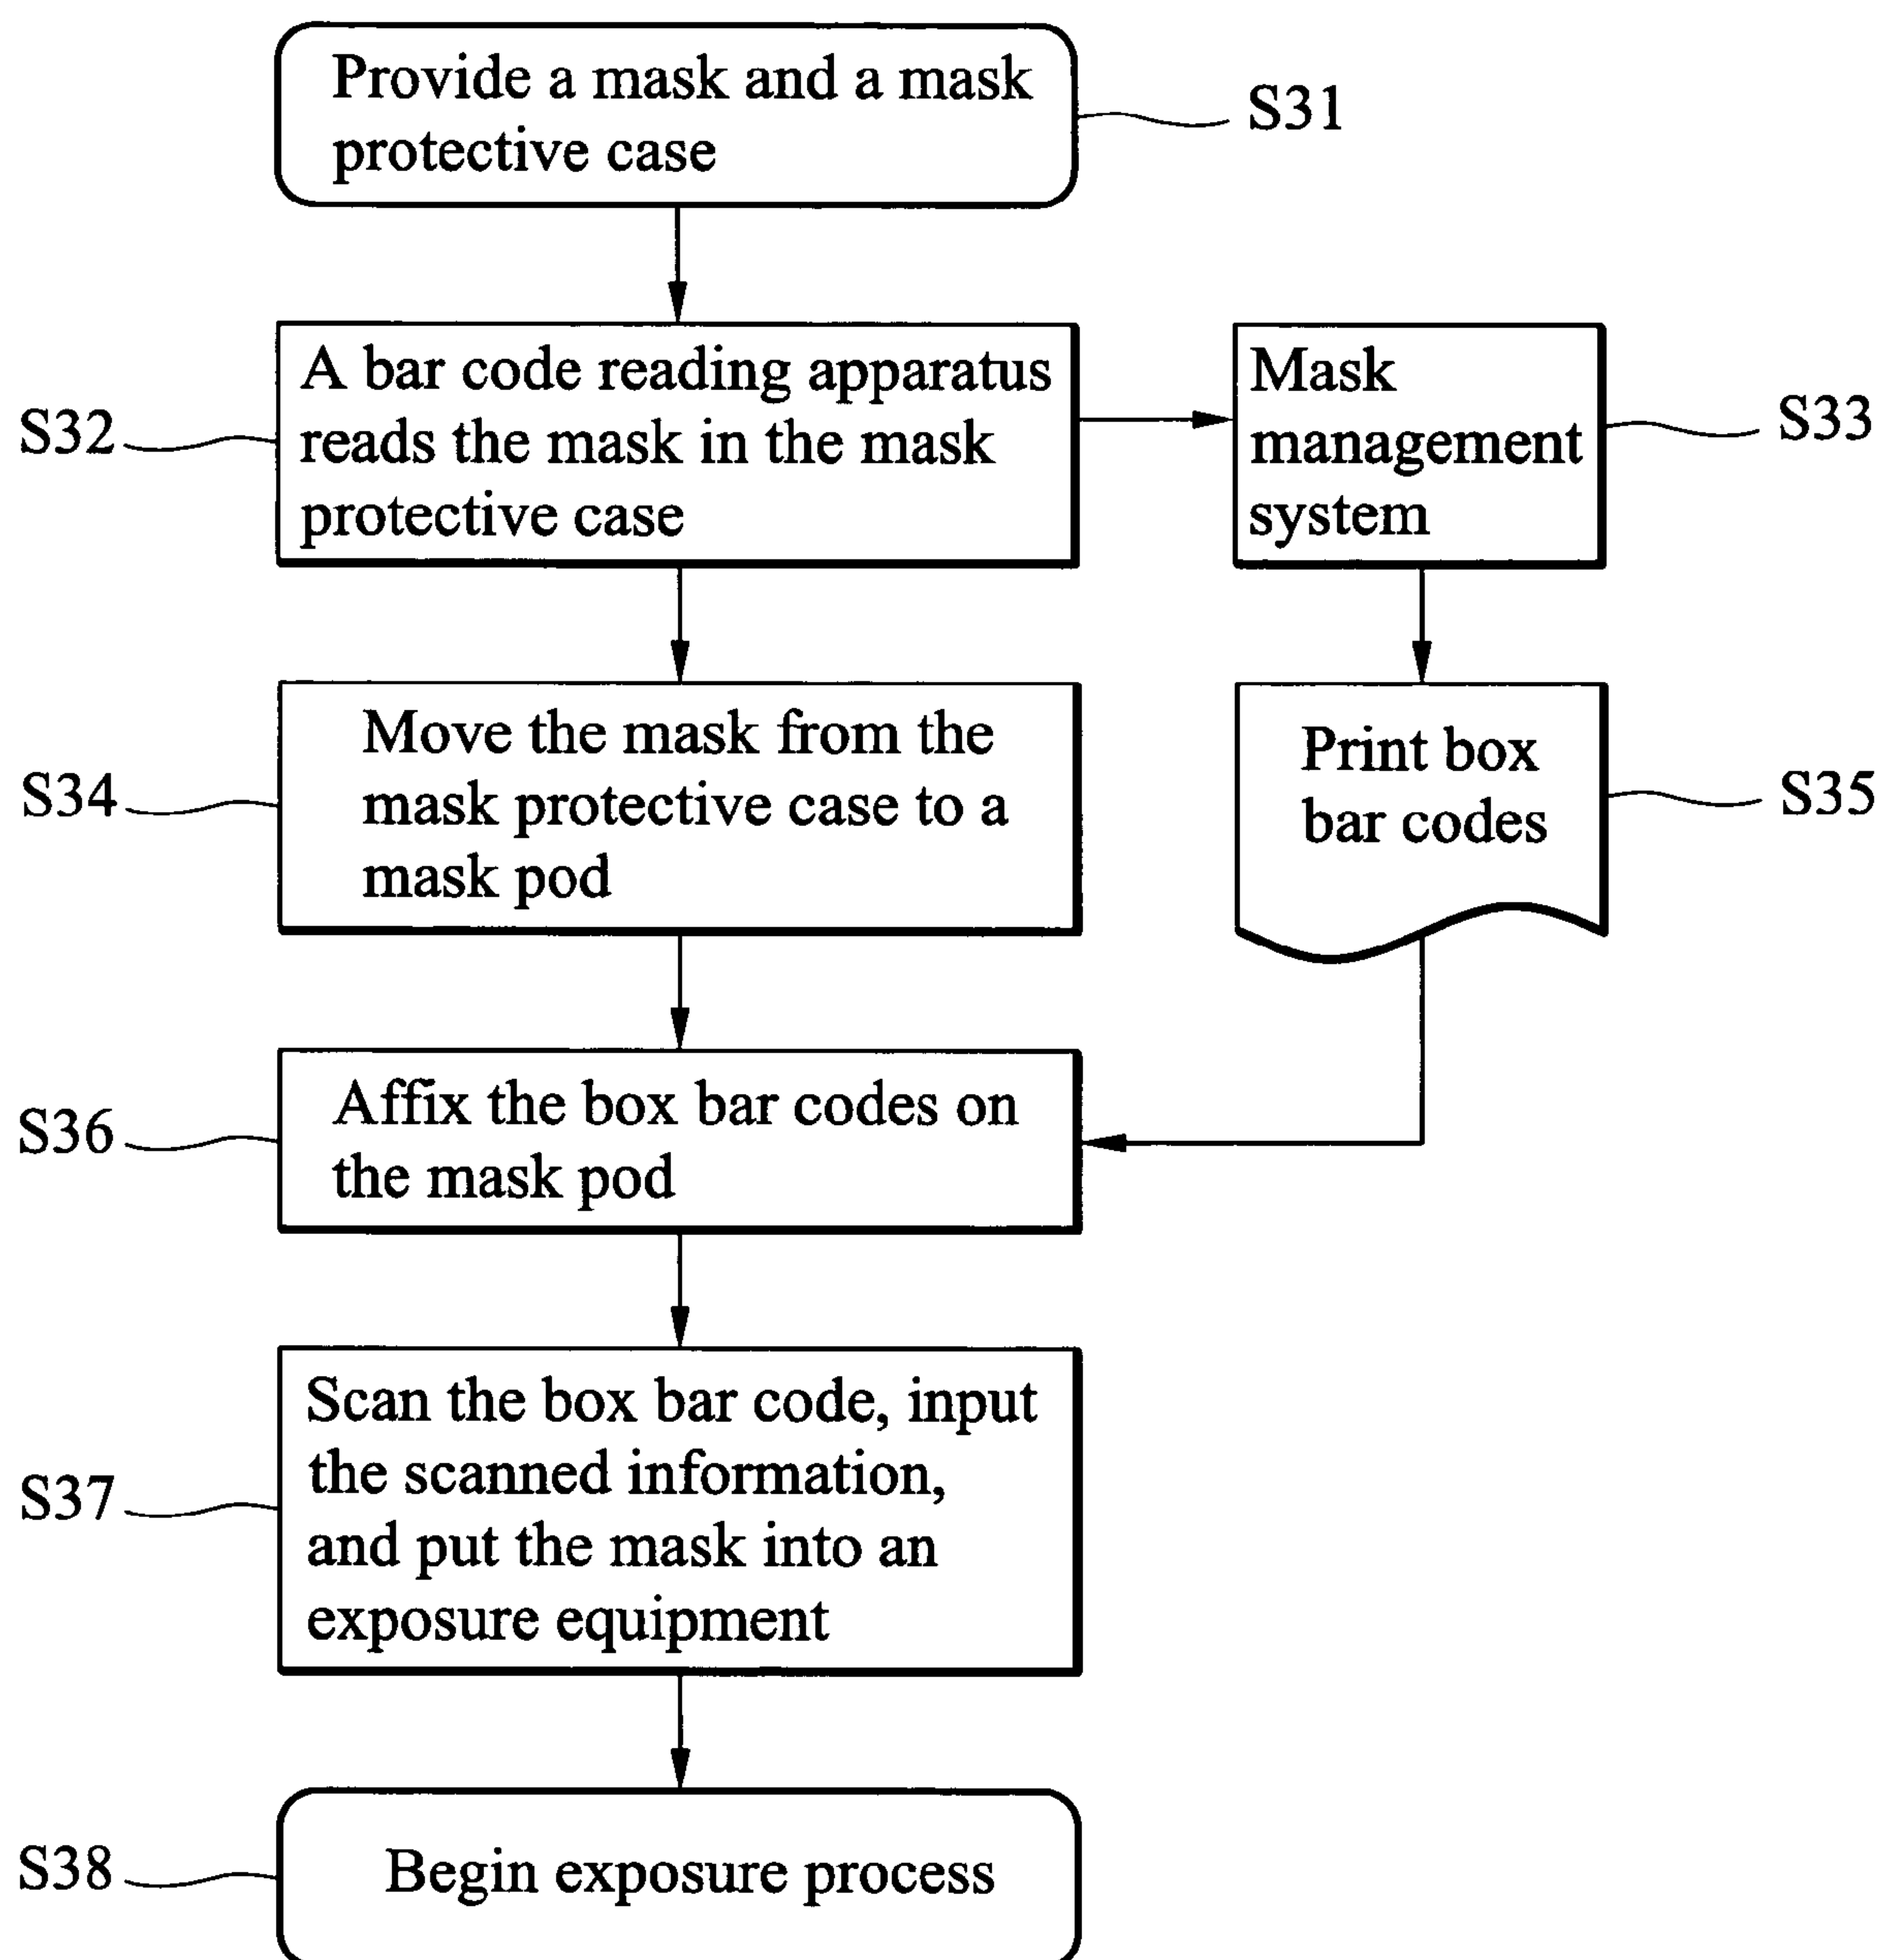 Provide a mask and a mask
protective case
S31
A bar code reading apparatus
reads the mask in the mask
protective case
S32
Mask
management
system
S33
Move the mask from the
mask protective case to a
mask pod
S34
Print box
bar codes
S35
Affix the box bar codes on
the mask pod
S36
Scan the box bar code, input
the scanned information,
and put the mask into an
exposure equipment
S37
Begin exposure process
S38